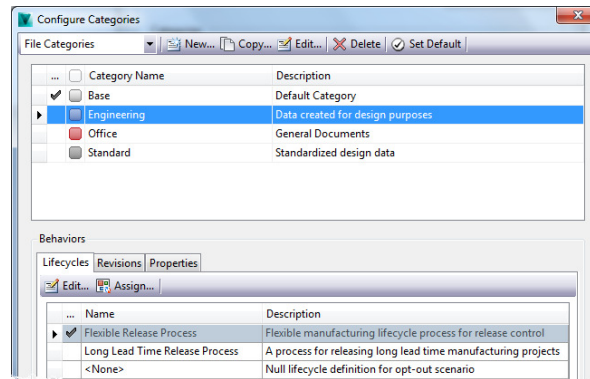 Configure Categories
File Categories New... Copy... Edit... Delete Set Default
... Category Name Description
Base Default Category
Engineering Data created for design purposes
Office General Documents
Standard Standardized design data
Behaviors
Lifecycles Revisions Properties
Edit... Assign...
... Name Description
Flexible Release Process Flexible manufacturing lifecycle process for release control
Long Lead Time Release Process A process for releasing long lead time manufacturing projects
<None> Null lifecycle definition for opt-out scenario